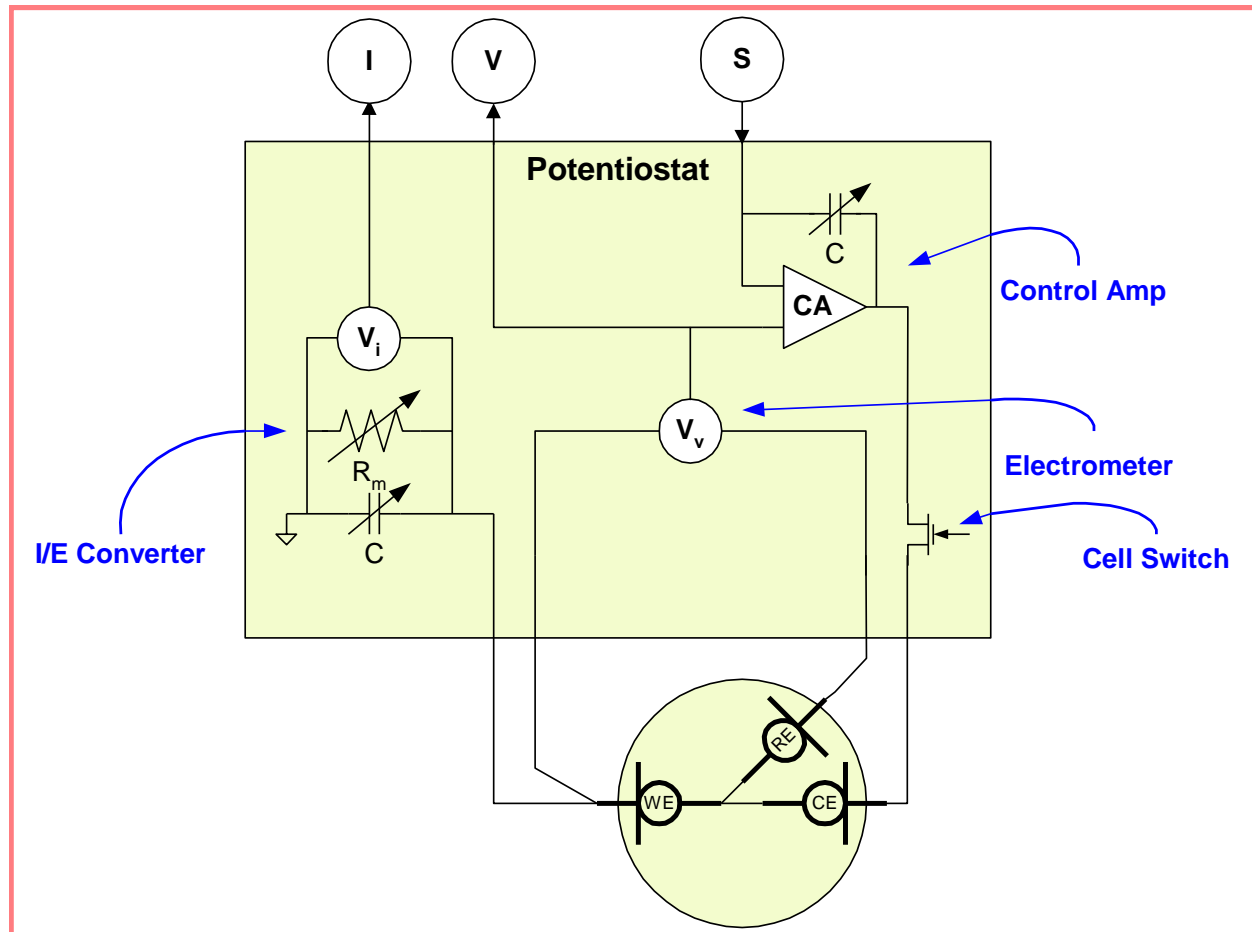 I
V
S
Potentiostat
C
CA
Control Amp
Vi
Vv
Rm
Electrometer
C
I/E Converter
Cell Switch
RE
WE
CE